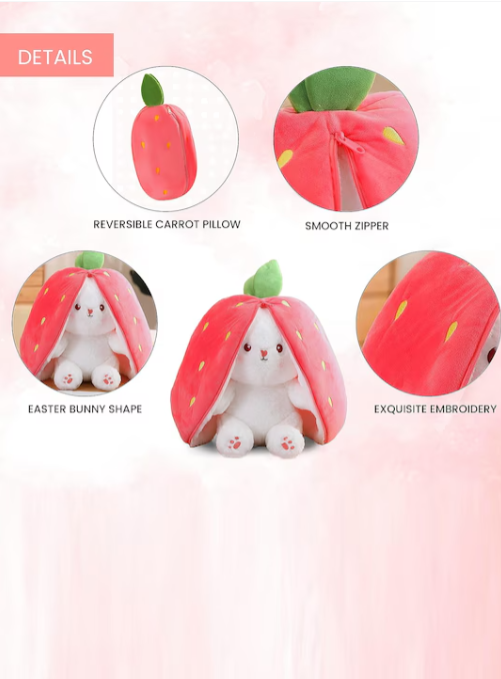 DETAILS
REVERSIBLE CARROT PILLOW
SMOOTH ZIPPER
EASTER BUNNY SHAPE
EXQUISITE EMBROIDERY